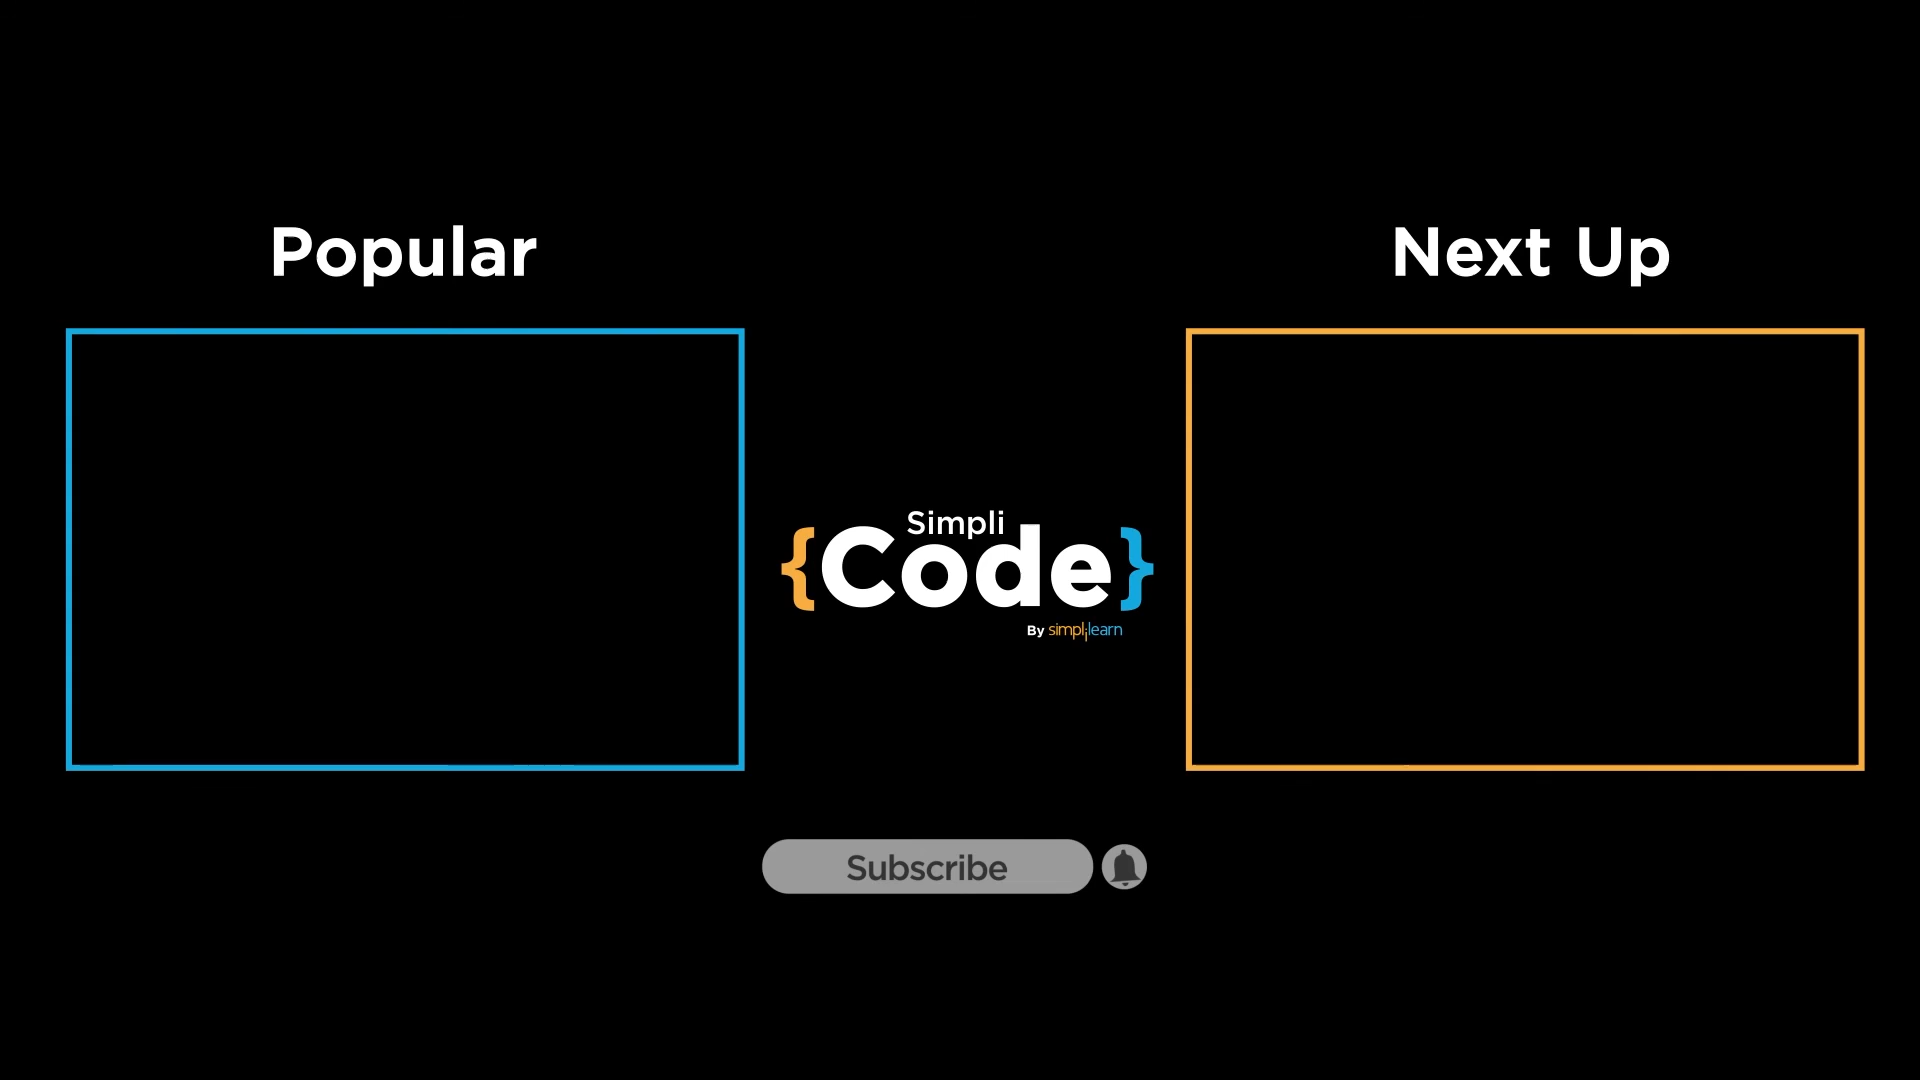 Popular
Next Up
Simpli
{Code}
By simplilearn
Subscribe